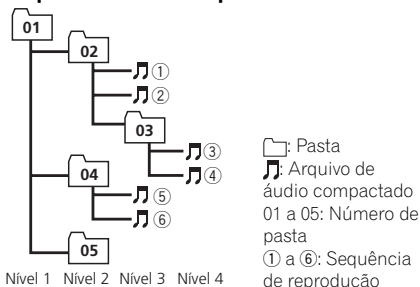 01
02
①
②
03
③
④
04
⑤
⑥
05
Nível 1 Nível 2 Nível 3 Nível 4
: Pasta
: Arquivo de
áudio compactado
01 a 05: Número de
pasta
① a ⑥: Sequência
de reprodução